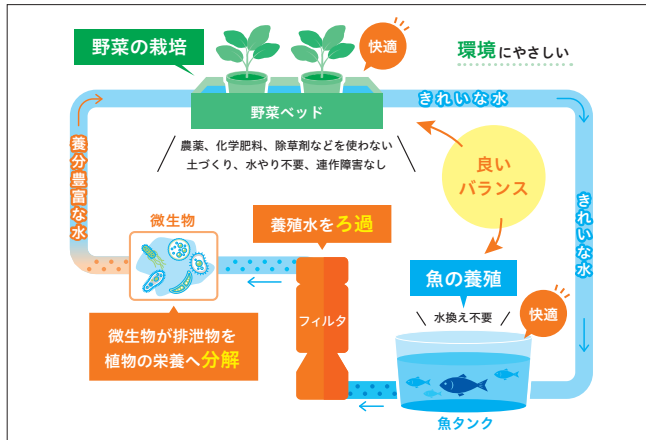 野菜の栽培
快適
環境にやさしい
野菜ベッド
きれいな水
農薬、化学肥料、除草剤などを使わない
土づくり、水やり不要、連作障害なし
良い
バランス
養分豊富な水
きれいな水
微生物
養殖水をろ過
魚の養殖
水換え不要
快適
フィルタ
微生物が排泄物を
植物の栄養へ分解
魚タンク